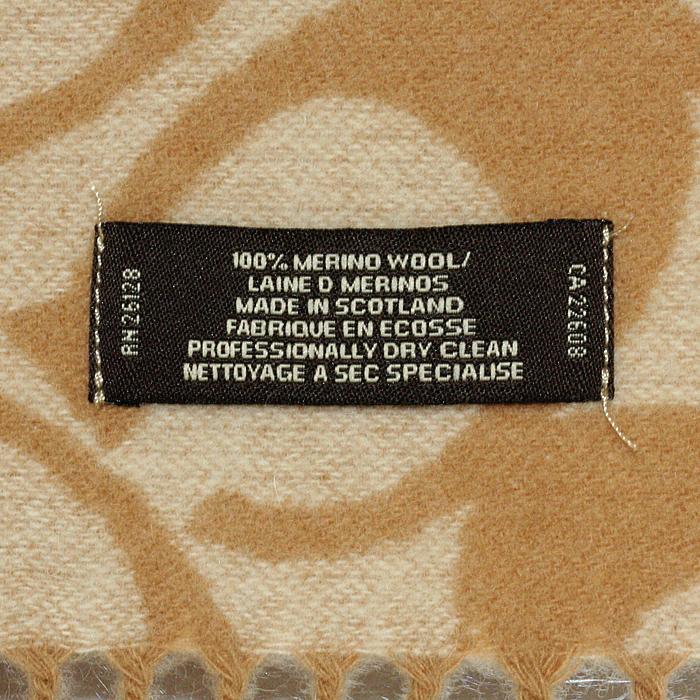 100% MERINO WOOL/
LAINE D MERINOS
MADE IN SCOTLAND
FABRIQUE EN ECOSSE
PROFESSIONALLY DRY CLEAN
NETTOYAGE A SEC SPECIALISE
RN 26128
CA 22608